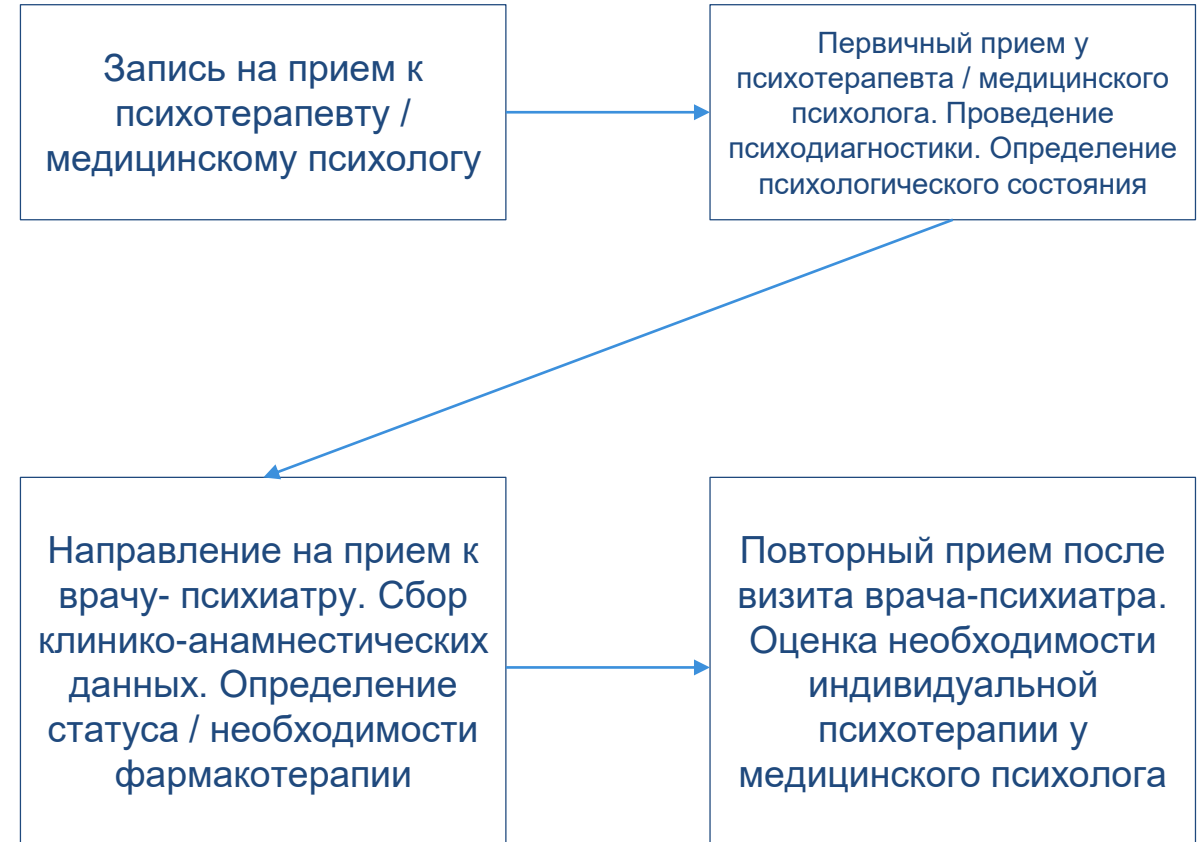 Запись на прием к
психотерапевту /
медицинскому психологу
Первичный прием у
психотерапевта / медицинского
психолога. Проведение
психодиагностики. Определение
психологического состояния
Направление на прием к
врачу- психиатру. Сбор
клинико-анамнестических
данных. Определение
статуса / необходимости
фармакотерапии
Повторный прием после
визита врача-психиатра.
Оценка необходимости
индивидуальной
психотерапии у
медицинского психолога